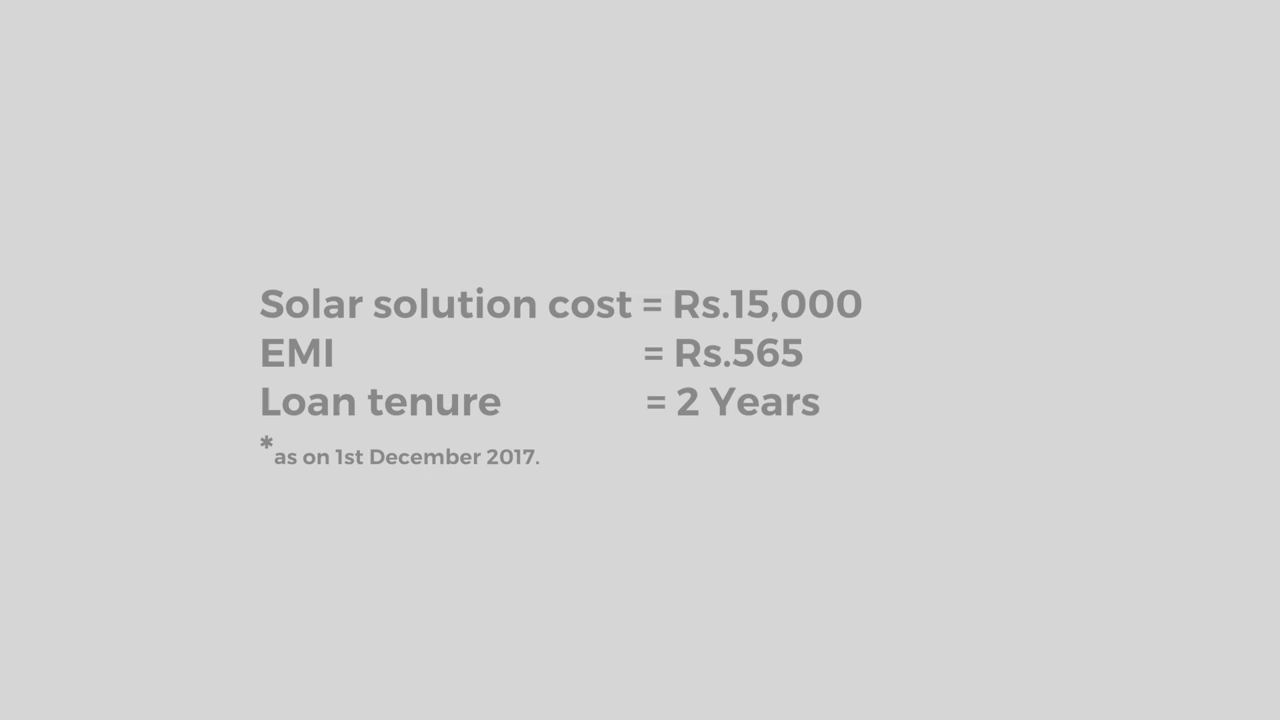 Solar solution cost = Rs.15,000
EMI = Rs.565
Loan tenure = 2 Years
*as on 1st December 2017.